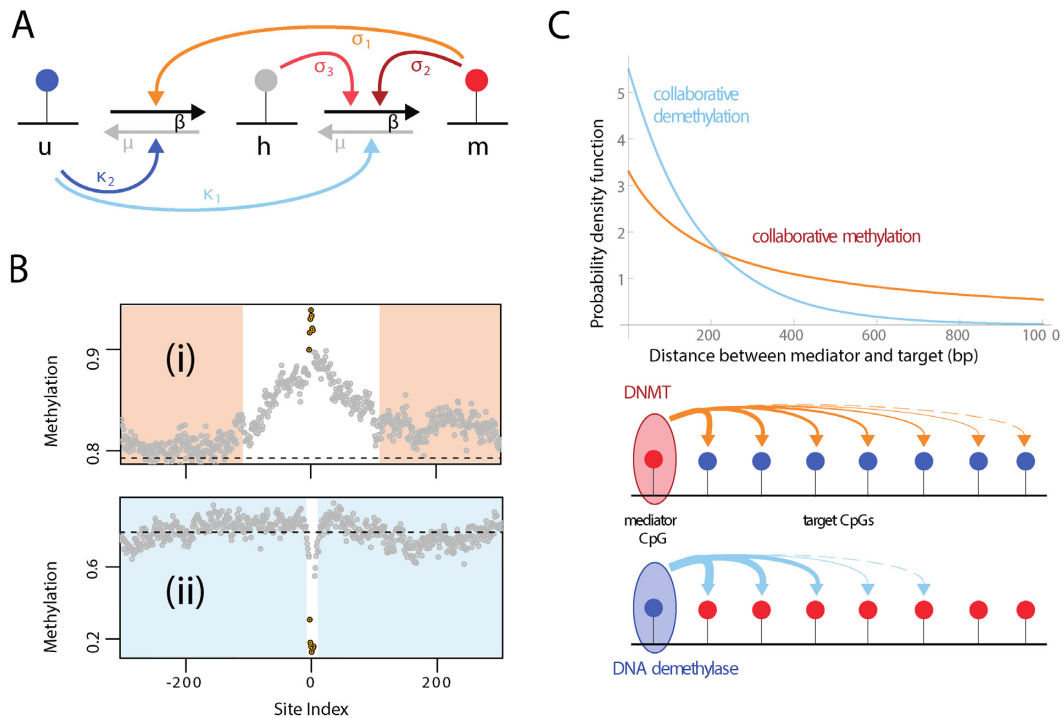 A
σ1
σ3
σ2
β
μ
β
μ
u
h
m
κ2
κ1
B
(i)
Methylation
0.9
0.8
(ii)
Methylation
0.6
0.2
-200
0
200
Site Index
C
Probability density function
5
4
3
2
1
collaborative
demethylation
collaborative methylation
200
400
600
800
100 0
Distance between mediator and target (bp)
DNMT
mediator
CpG
target CpGs
DNA demethylase